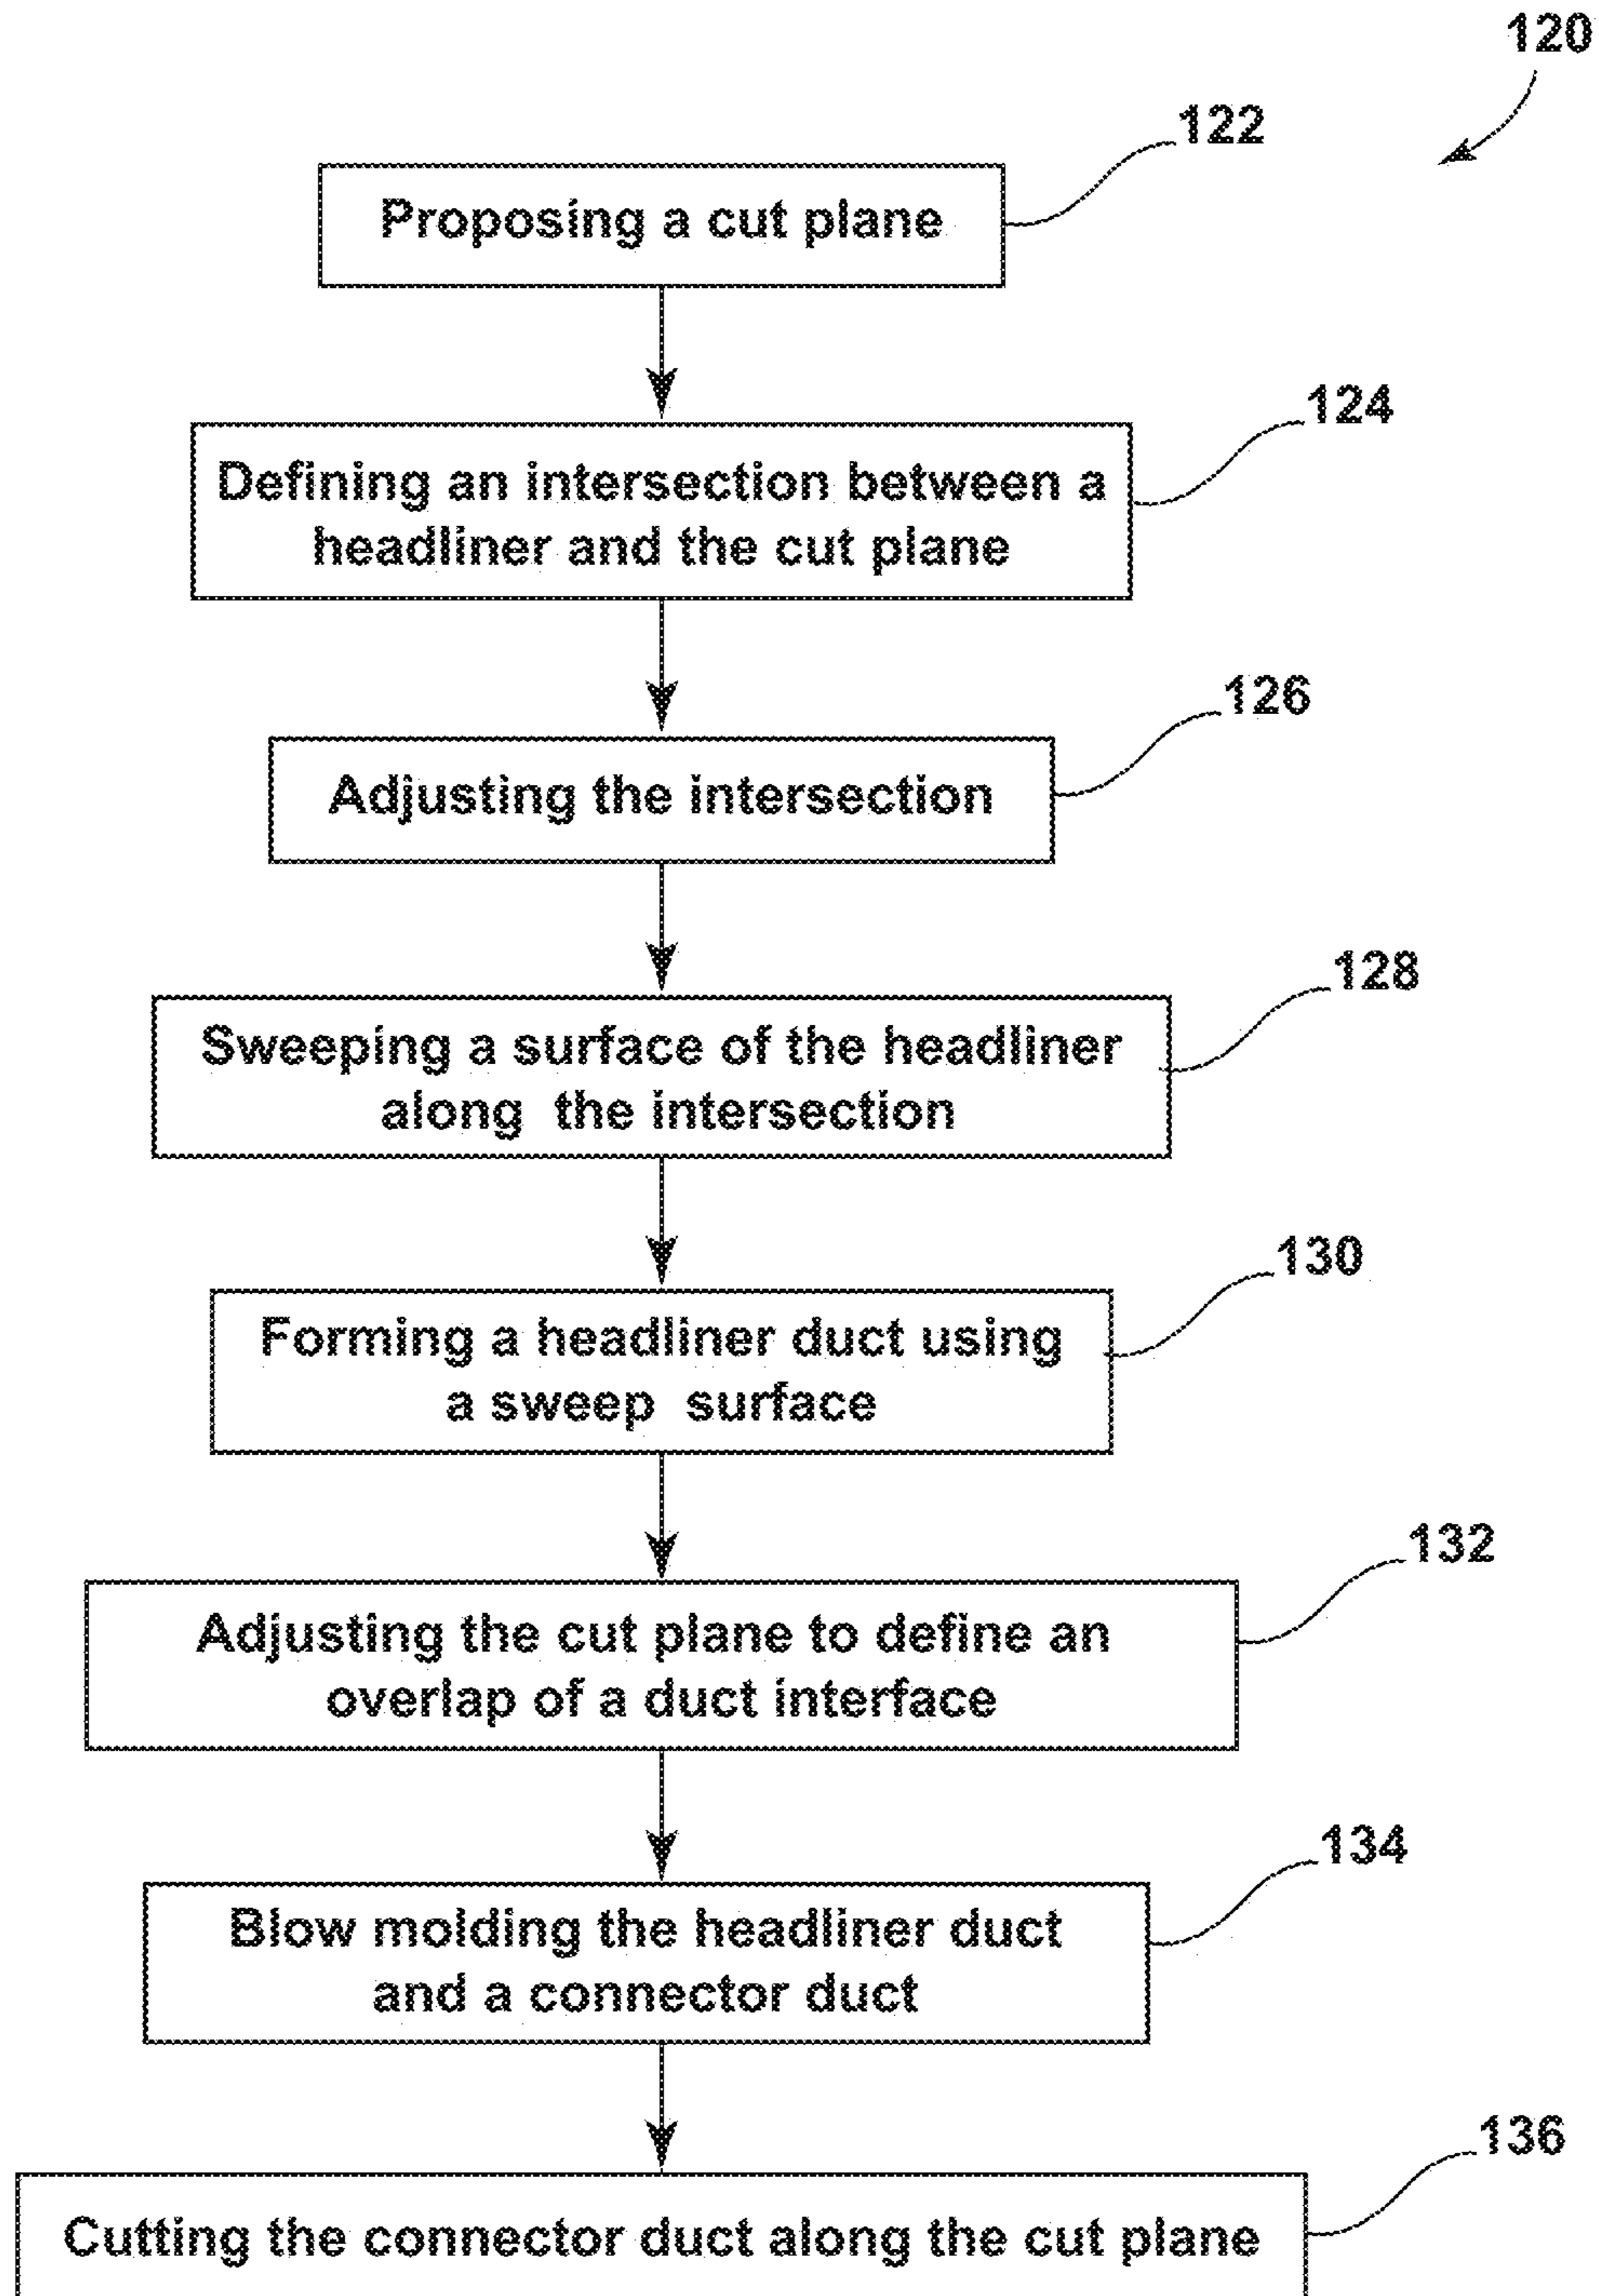 120
122
Proposing a cut plane
124
Defining an intersection between a
headliner and the cut plane
126
Adjusting the intersection
128
Sweeping a surface of the headliner
along the intersection
130
Forming a headliner duct using
a sweep surface
132
Adjusting the cut plane to define an
overlap of a duct interface
134
Blow molding the headliner duct
and a connector duct
136
Cutting the connector duct along the cut plane